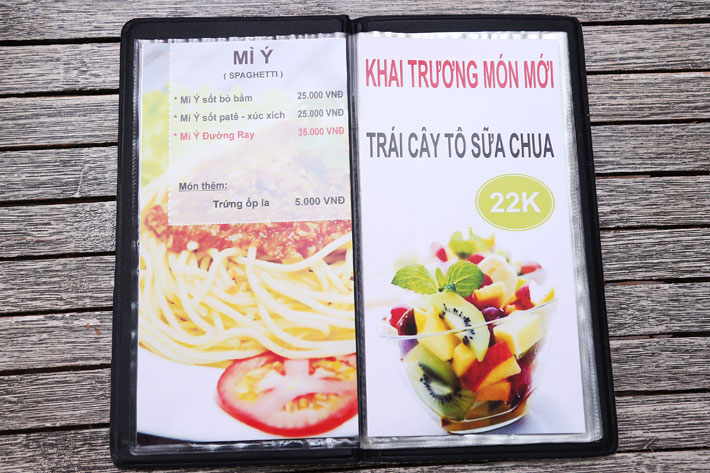 MÌ Ý
( SPAGHETTI )
* Mì Ý sốt bò bằm 25.000 VNĐ
* Mì Ý sốt patê - xúc xích 25.000 VNĐ
* Mì Ý Đường Ray 35.000 VNĐ
Món thêm:
Trứng ốp la 5.000 VNĐ
KHAI TRƯƠNG MÓN MỚI
TRÁI CÂY TÔ SỮA CHUA
22K